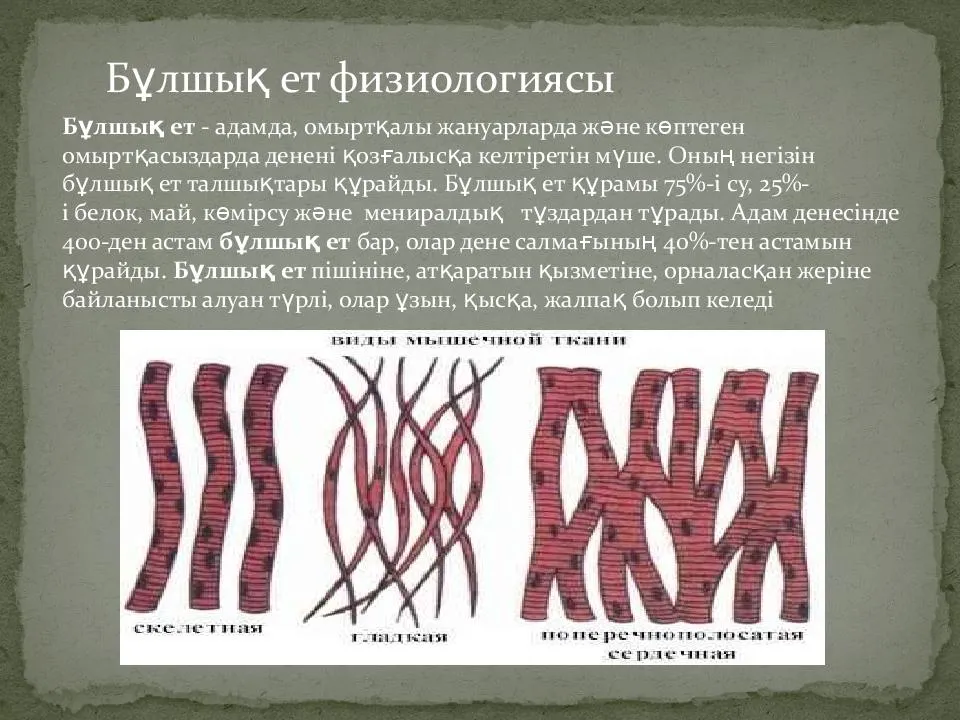 Бұлшық ет физиологиясы
Бұлшық ет - адамда, омыртқалы жануарларда және көптеген
омыртқасыздарда денені қозғалысқа келтіретін мүше. Оның негізін
бұлшық ет талшықтары құрайды. Бұлшық ет құрамы 75%-і су, 25%-
і белок, май, көмірсу және мениралдық тұздардан тұрады. Адам денесінде
400-ден астам бұлшық ет бар, олар дене салмағының 40%-тен астамын
құрайды. Бұлшық ет пішініне, атқаратын қызметіне, орналасқан жеріне
байланысты алуан түрлі, олар ұзын, қысқа, жалпақ болып келеді
виды мышечной ткани
скелетная
гладкая
поперечнополосатая
сердечная